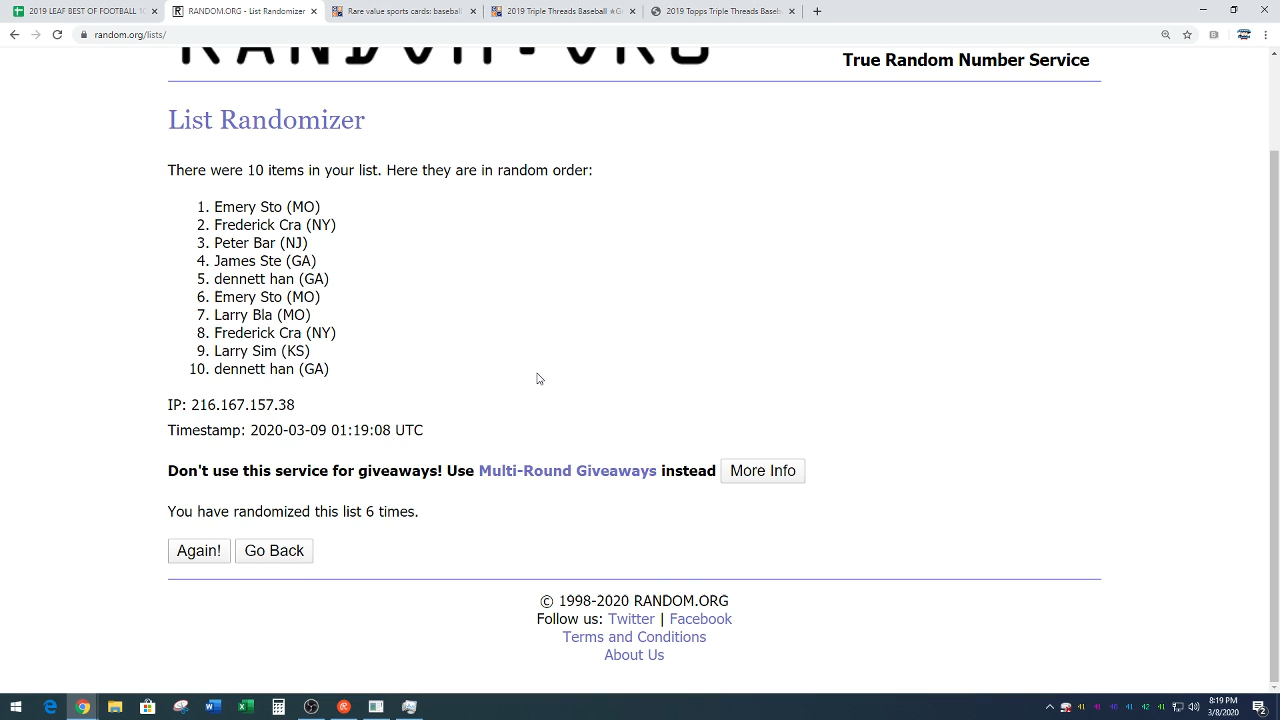 2019 LEAF BEST OF FOOTBALL
RANDOM.ORG - List Randomizer
Rare value sports cards: baseball
2019 Triple Threads Baseball ★G
2019 Topps Triple Threads Baseb
random.org/lists/
RANDOM.ORG
True Random Number Service
List Randomizer
There were 10 items in your list. Here they are in random order:
1. Emery Sto (MO)
2. Frederick Cra (NY)
3. Peter Bar (NJ)
4. James Ste (GA)
5. dennett han (GA)
6. Emery Sto (MO)
7. Larry Bla (MO)
8. Frederick Cra (NY)
9. Larry Sim (KS)
10. dennett han (GA)
IP: 216.167.157.38
Timestamp: 2020-03-09 01:19:08 UTC
Don't use this service for giveaways! Use Multi-Round Giveaways instead More Info
You have randomized this list 6 times.
Again! Go Back
© 1998-2020 RANDOM.ORG
Follow us: Twitter | Facebook
Terms and Conditions
About Us
8:19 PM
3/8/2020